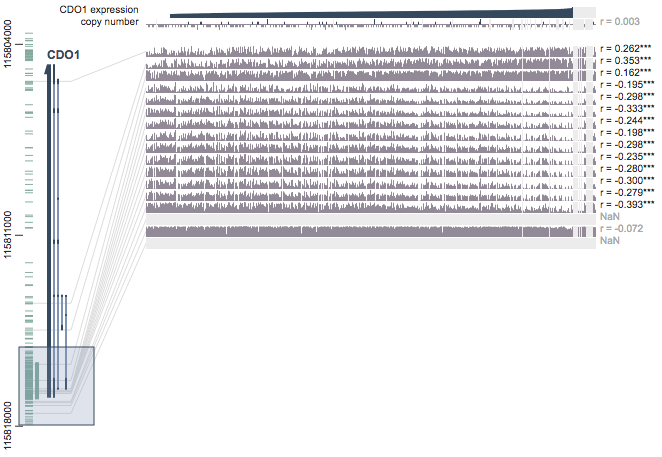 CDO1 expression
copy number
r = 0.003
115804000
CDO1
r = 0.262***
r = 0.353***
r = 0.162***
r = -0.195***
r = -0.298***
r = -0.333***
r = -0.244***
r = -0.198***
r = -0.298***
r = -0.235***
r = -0.280***
r = -0.300***
r = -0.279***
r = -0.393***
NaN
r = -0.072
NaN
115811000
115818000